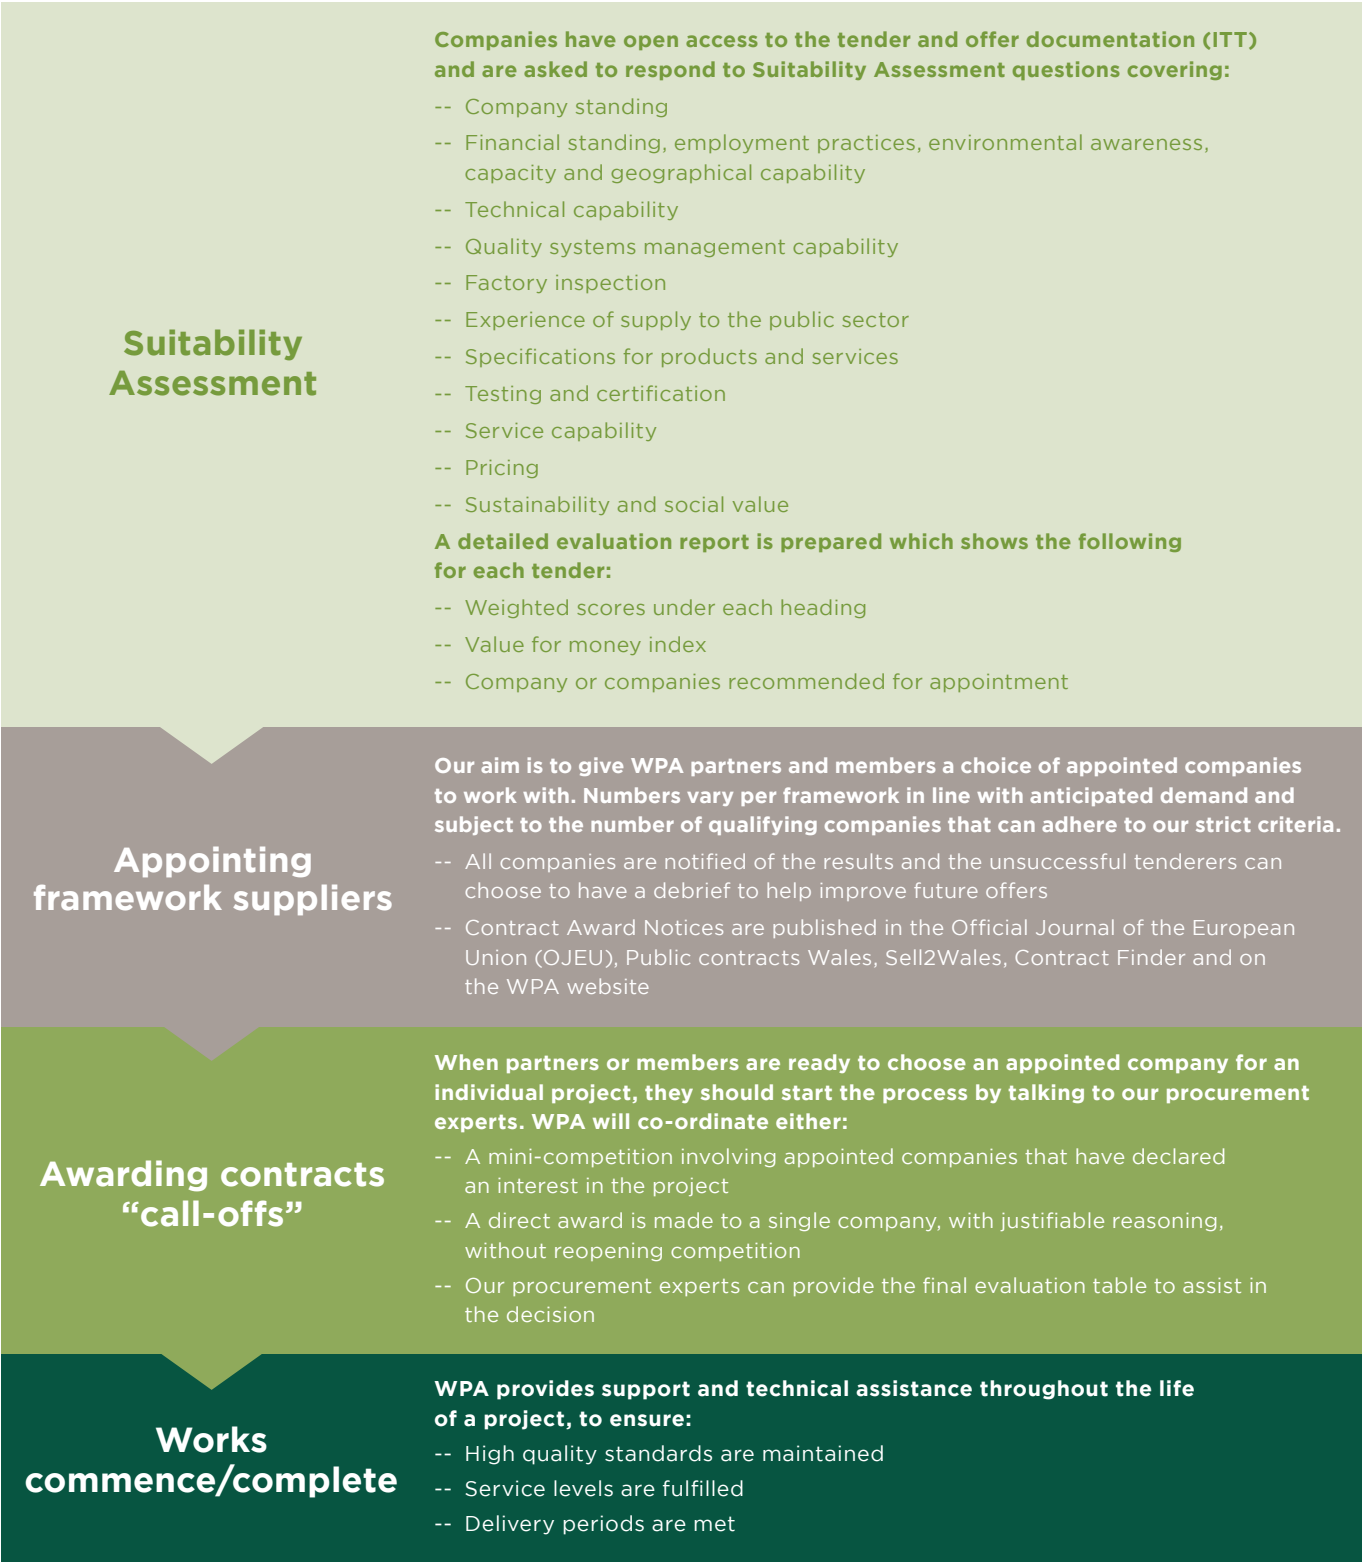 Companies have open access to the tender and offer documentation (ITT)
and are asked to respond to Suitability Assessment questions covering:
-- Company standing
-- Financial standing, employment practices, environmental awareness,
capacity and geographical capability
-- Technical capability
-- Quality systems management capability
-- Factory inspection
-- Experience of supply to the public sector
-- Specifications for products and services
-- Testing and certification
-- Service capability
-- Pricing
-- Sustainability and social value
A detailed evaluation report is prepared which shows the following
for each tender:
-- Weighted scores under each heading
-- Value for money index
-- Company or companies recommended for appointment
Suitability
Assessment
Our aim is to give WPA partners and members a choice of appointed companies
to work with. Numbers vary per framework in line with anticipated demand and
subject to the number of qualifying companies that can adhere to our strict criteria.
-- All companies are notified of the results and the unsuccessful tenderers can
choose to have a debrief to help improve future offers
-- Contract Award Notices are published in the Official Journal of the European
Union (OJEU), Public contracts Wales, Sell2Wales, Contract Finder and on
the WPA website
Appointing
framework suppliers
When partners or members are ready to choose an appointed company for an
individual project, they should start the process by talking to our procurement
experts. WPA will co-ordinate either:
-- A mini-competition involving appointed companies that have declared
an interest in the project
-- A direct award is made to a single company, with justifiable reasoning,
without reopening competition
-- Our procurement experts can provide the final evaluation table to assist in
the decision
Awarding contracts
“call-offs”
WPA provides support and technical assistance throughout the life
of a project, to ensure:
-- High quality standards are maintained
-- Service levels are fulfilled
-- Delivery periods are met
Works
commence/complete